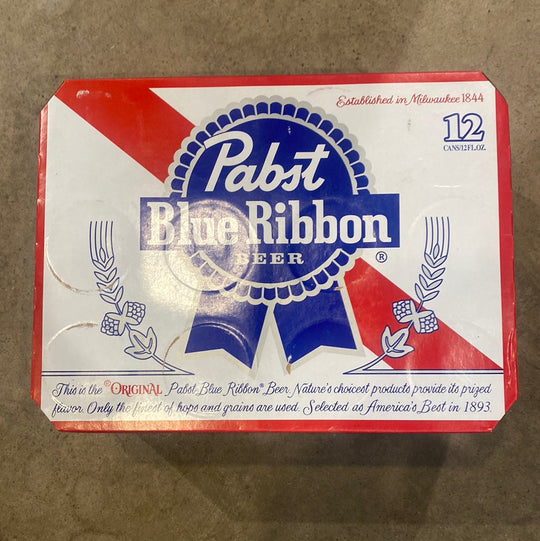 Established in Milwaukee 1844
12
CANS/12FL.OZ.
Pabst
Blue Ribbon
BEER
®
This is the ®ORIGINAL Pabst Blue Ribbon® Beer. Nature's choicest products provide its prized
flavor. Only the finest of hops and grains are used. Selected as America's Best in 1893.